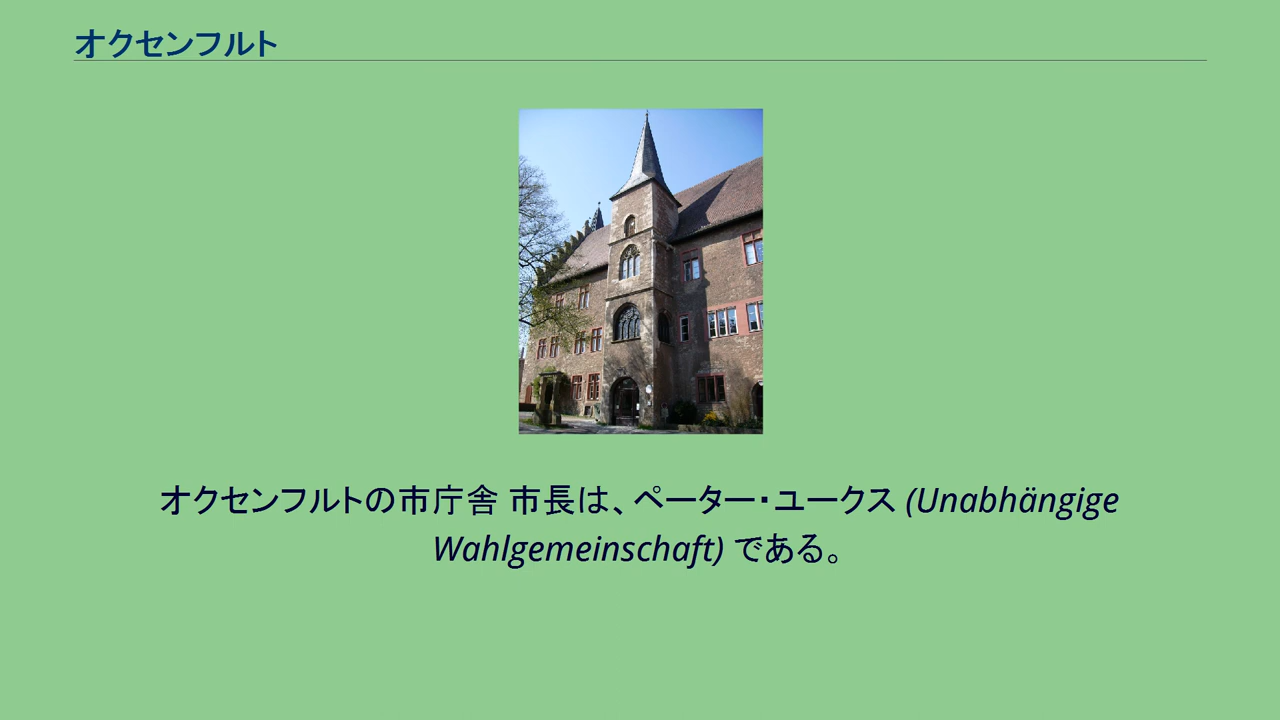 オクセンフルト
オクセンフルトの市庁舎 市長は、ペーター・ユークス (Unabhängige
Wahlgemeinschaft) である。